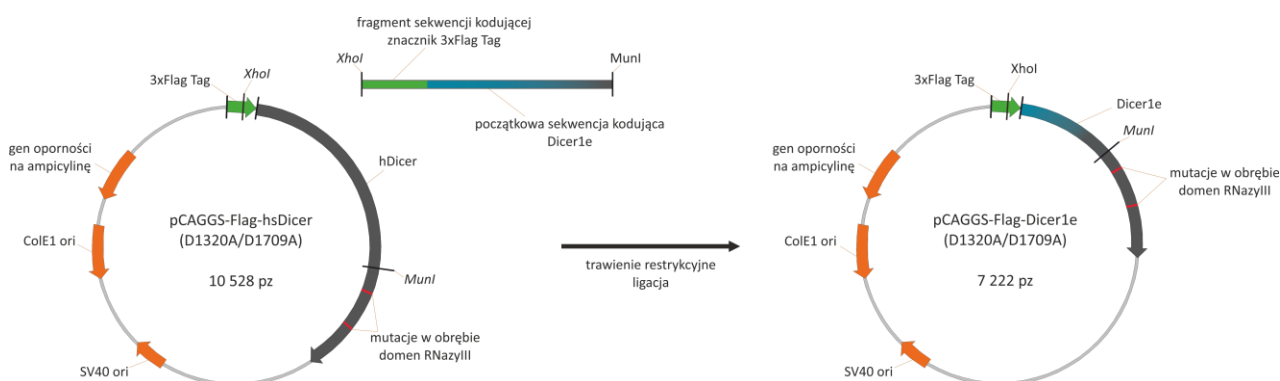 fragment sekwencji kodującej
znacznik 3xFlag Tag
XhoI
MunI
początkowa sekwencja kodująca
Dicer1e
3xFlag Tag
XhoI
hDicer
gen oporności
na ampicylinę
pCAGGS-Flag-hsDicer
(D1320A/D1709A)
10 528 pz
ColE1 ori
MunI
mutacje w obrębie
domen RNazyIII
SV40 ori
trawienie restrykcyjne
ligacja
3xFlag Tag
XhoI
Dicer1e
MunI
gen oporności
na ampicylinę
mutacje w obrębie
domen RNazyIII
pCAGGS-Flag-Dicer1e
(D1320A/D1709A)
7 222 pz
ColE1 ori
SV40 ori